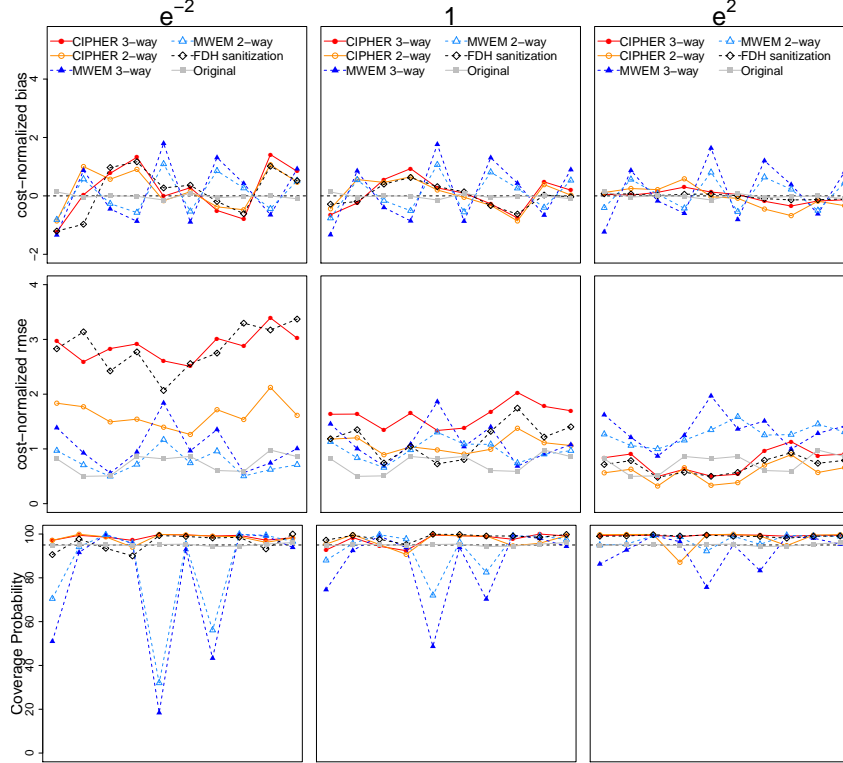 e−2 1 e2
CIPHER 3−way MWEM 2−way
CIPHER 2−way FDH sanitization
MWEM 3−way Original
CIPHER 3−way MWEM 2−way
CIPHER 2−way FDH sanitization
MWEM 3−way Original
CIPHER 3−way MWEM 2−way
CIPHER 2−way FDH sanitization
MWEM 3−way Original
cost−normalized bias
4
2
0
−2
cost−normalized rmse
4
3
2
1
0
Coverage Probability
100
80
60
40
20
0